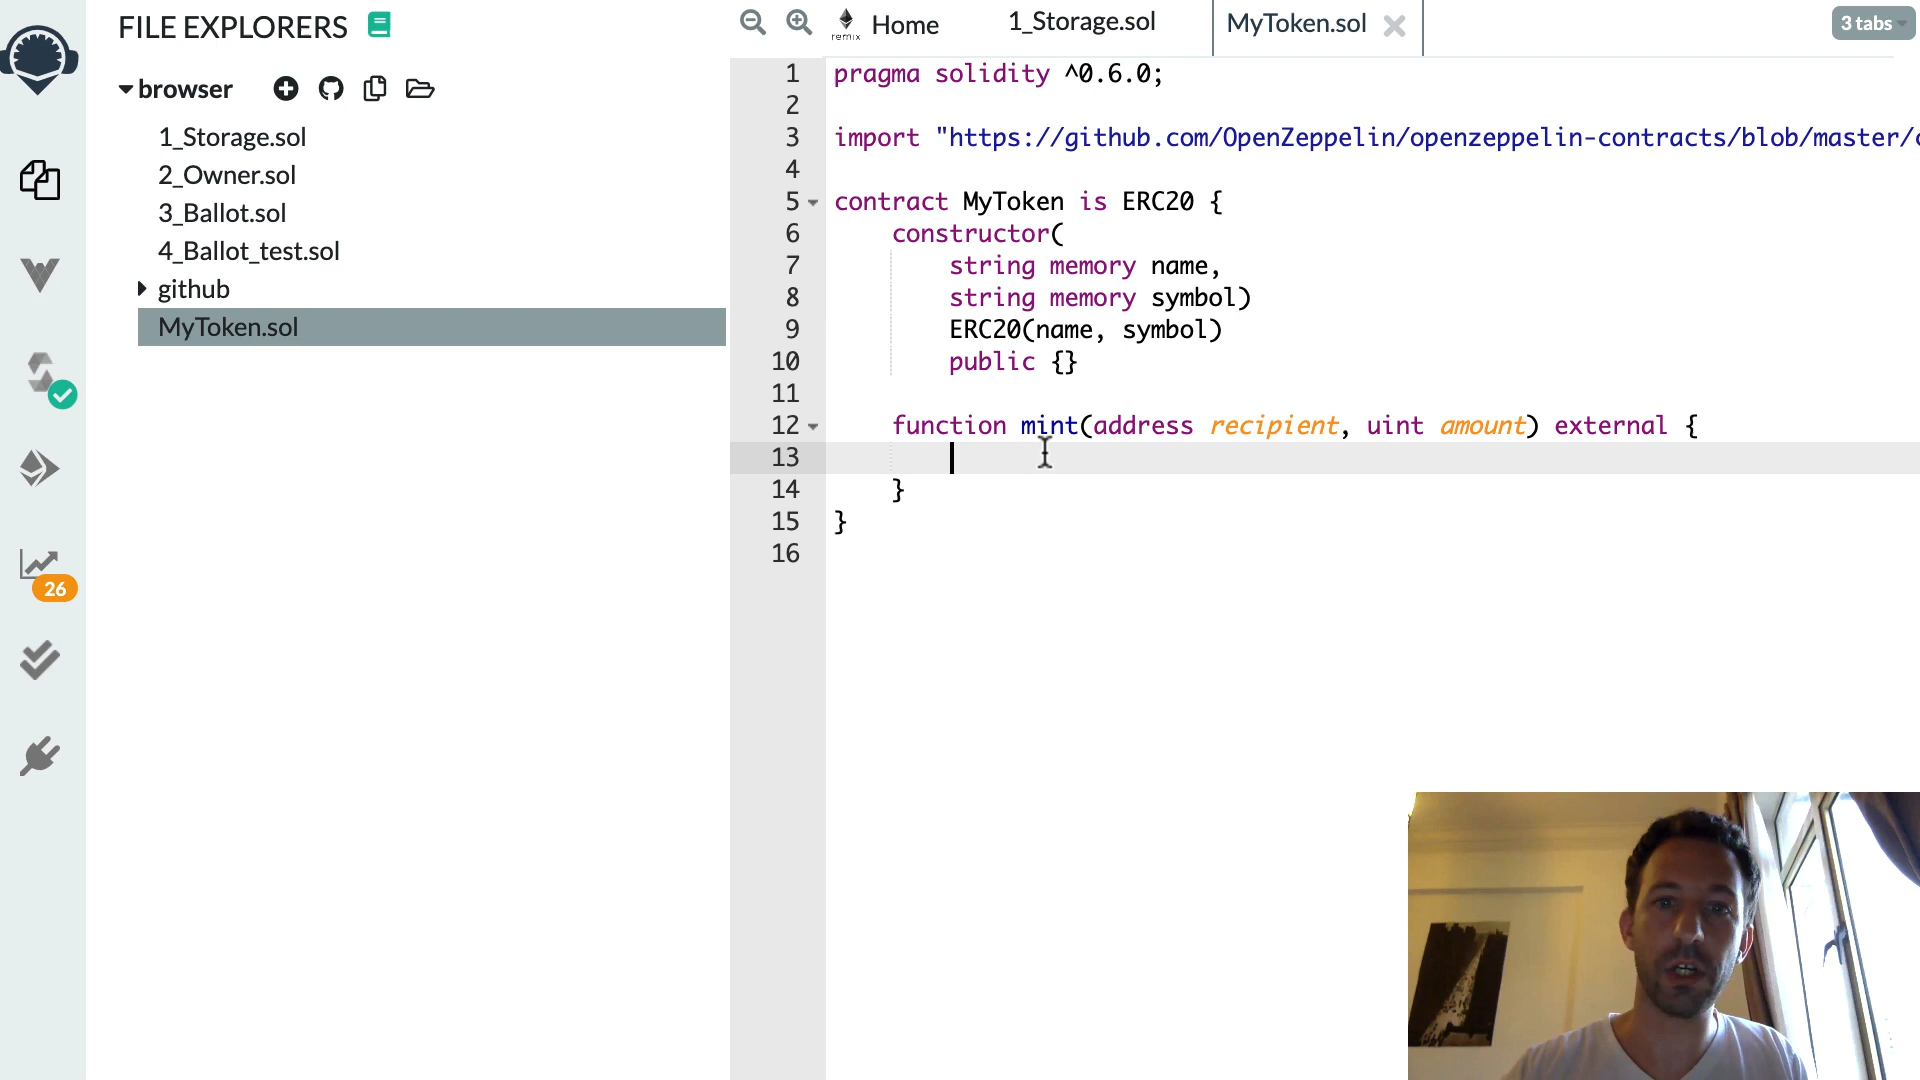 FILE EXPLORERS
browser
1_Storage.sol
2_Owner.sol
3_Ballot.sol
4_Ballot_test.sol
github
MyToken.sol
26
remix
Home
1_Storage.sol
MyToken.sol
3 tabs
1 pragma solidity ^0.6.0;
2
3 import "https://github.com/OpenZeppelin/openzeppelin-contracts/blob/master/
4
5 contract MyToken is ERC20 {
6 constructor(
7 string memory name,
8 string memory symbol)
9 ERC20(name, symbol)
10 public {}
11
12 function mint(address recipient, uint amount) external {
13
14 }
15 }
16